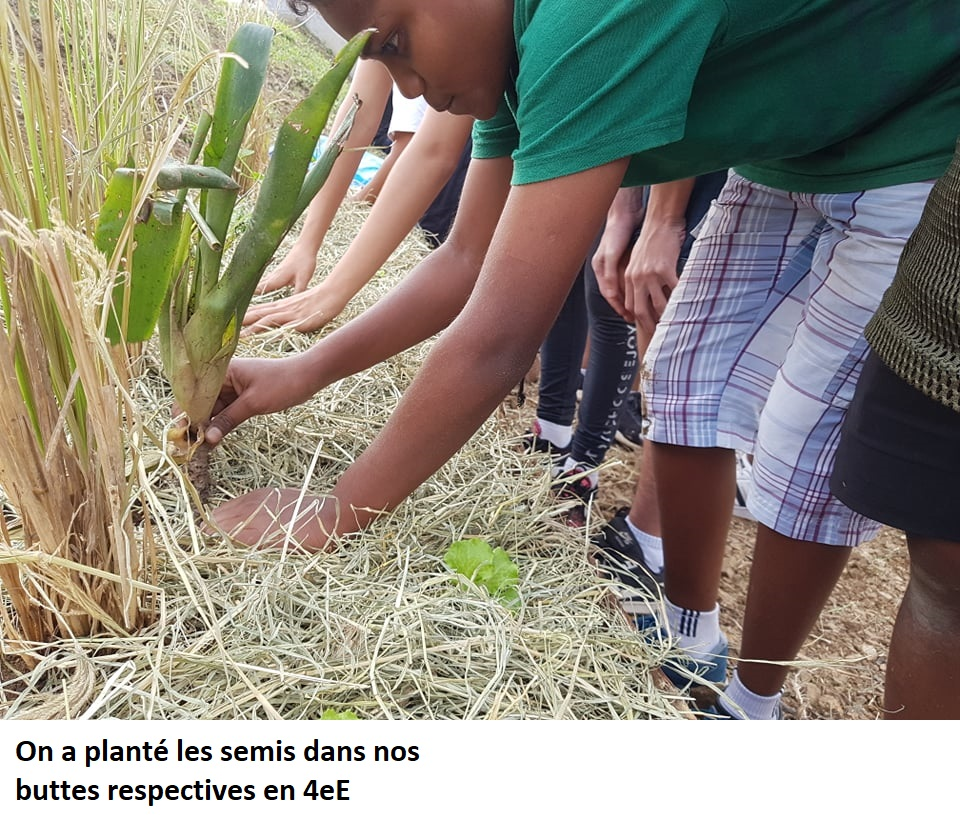 On a planté les semis dans nos
buttes respectives en 4eE